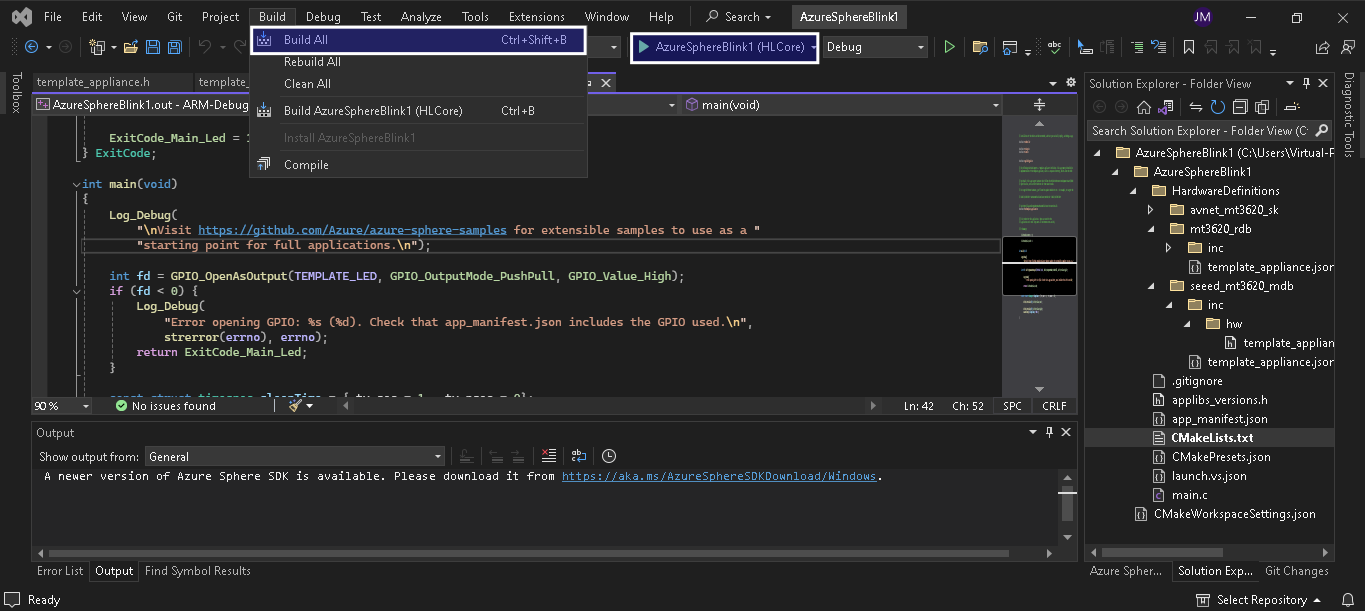 File Edit View Git Project Build Debug Test Analyze Tools Extensions Window Help Search AzureSphereBlink1 JM
Build All Ctrl+Shift+B
AzureSphereBlink1 (HLCore) Debug
Rebuild All
Clean All
Build AzureSphereBlink1 (HLCore) Ctrl+B
Install AzureSphereBlink1
Compile
Toolbox
template_appliance.h template_
AzureSphereBlink1.out - ARM-Debug
main(void)
ExitCode_Main_Led =
} ExitCode;
int main(void)
{
Log_Debug(
"\nVisit https://github.com/Azure/azure-sphere-samples for extensible samples to use as a "
"starting point for full applications.\n");
int fd = GPIO_OpenAsOutput(TEMPLATE_LED, GPIO_OutputMode_PushPull, GPIO_Value_High);
if (fd < 0) {
Log_Debug(
"Error opening GPIO: %s (%d). Check that app_manifest.json includes the GPIO used.\n",
strerror(errno), errno);
return ExitCode_Main_Led;
}
90 % No issues found Ln: 42 Ch: 52 SPC CRLF
Output
Show output from: General
A newer version of Azure Sphere SDK is available. Please download it from https://aka.ms/AzureSphereSDKDownload/Windows.
Error List Output Find Symbol Results
Solution Explorer - Folder View
Search Solution Explorer - Folder View (C
AzureSphereBlink1 (C:\Users\Virtual-P
AzureSphereBlink1
HardwareDefinitions
avnet_mt3620_sk
mt3620_rdb
inc
template_appliance.json
seeed_mt3620_mdb
inc
hw
template_applian
template_appliance.json
.gitignore
applibs_versions.h
app_manifest.json
CMakeLists.txt
CMakePresets.json
launch.vs.json
main.c
CMakeWorkspaceSettings.json
Azure Spher... Solution Exp... Git Changes
Diagnostic Tools
Ready Select Repository